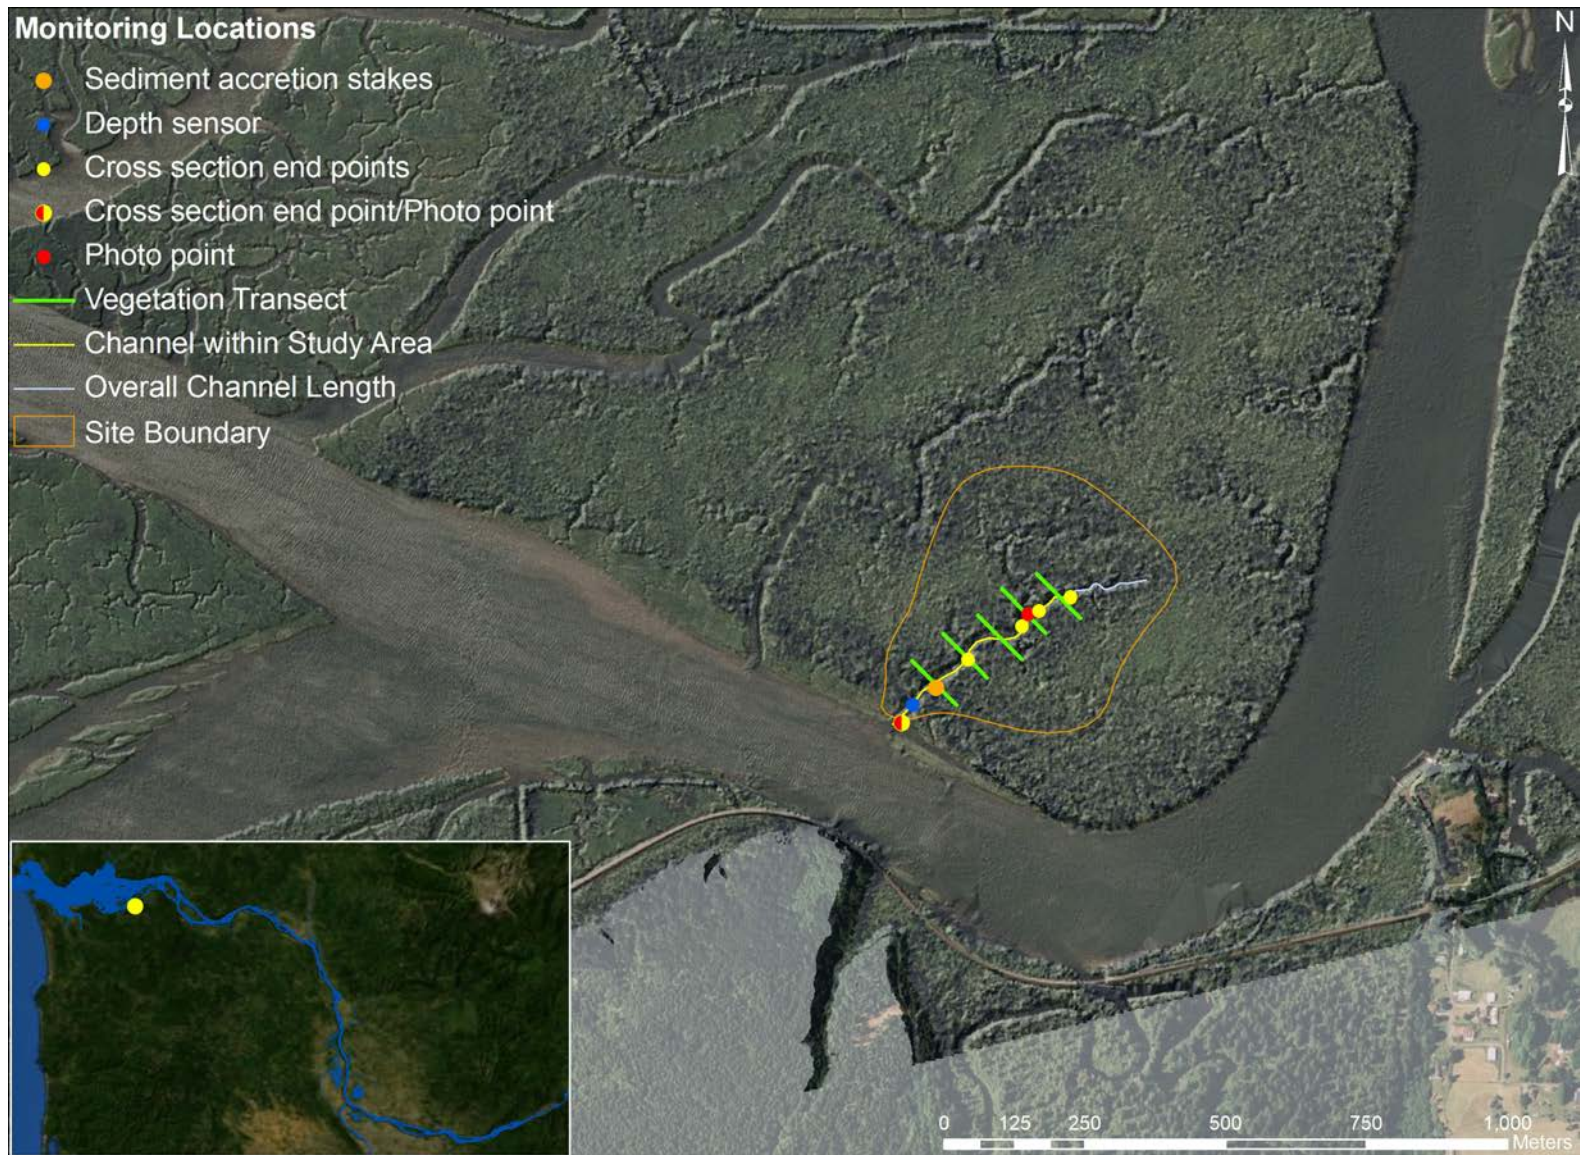 Monitoring Locations
Sediment accretion stakes
Depth sensor
Cross section end points
Cross section end point/Photo point
Photo point
Vegetation Transect
Channel within Study Area
Overall Channel Length
Site Boundary
N
0 125 250 500 750 1,000
Meters